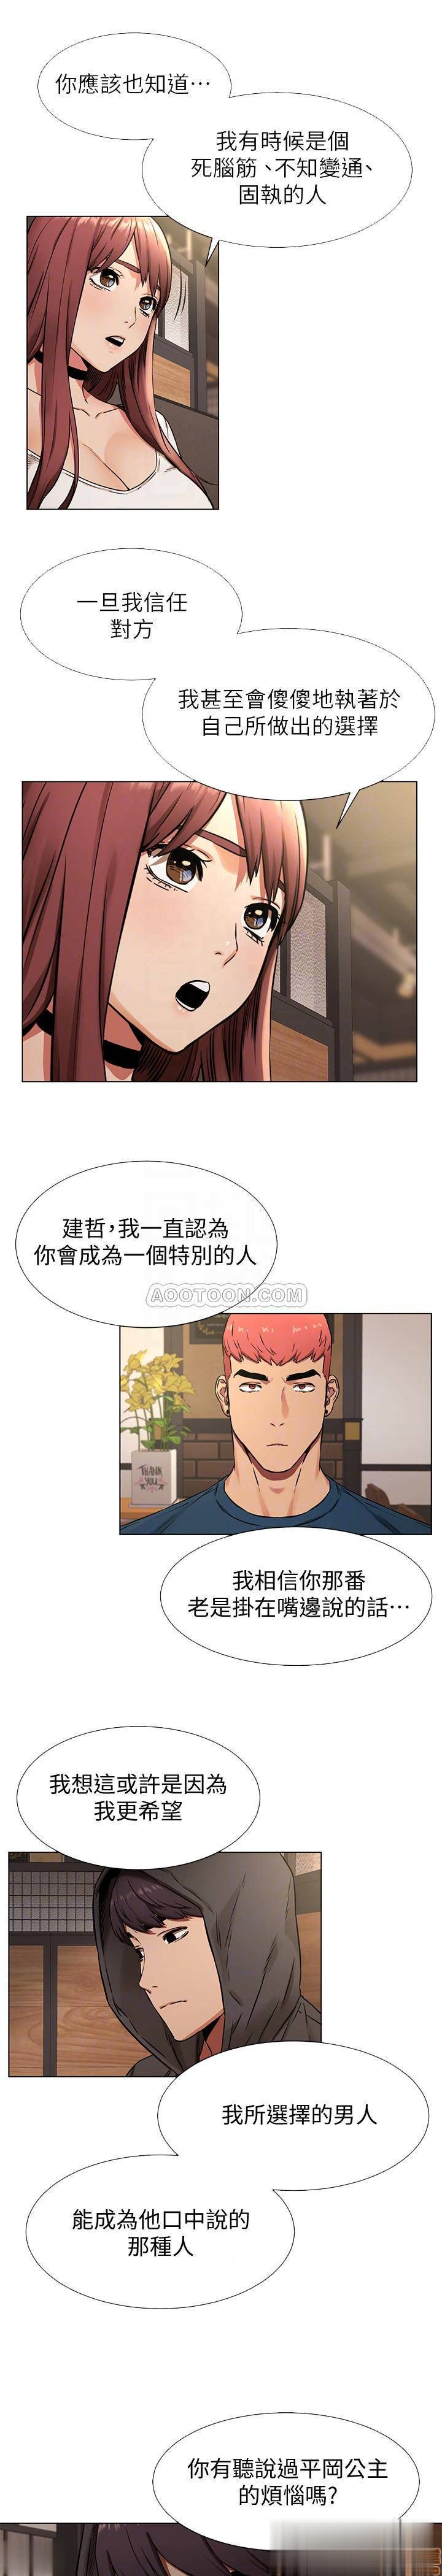 你應該也知道⋯
我有時候是個
死腦筋、不知變通、
固執的人
一旦我信任
對方
我甚至會傻傻地執著於
自己所做出的選擇
建哲,我一直認為
你會成為一個特別的人
AOOTOON.COM
THANK
YOU
我相信你那番
老是掛在嘴邊說的話⋯
我想這或許是因為
我更希望
我所選擇的男人
能成為他口中說的
那種人
你有聽說過平岡公主
的煩惱嗎?